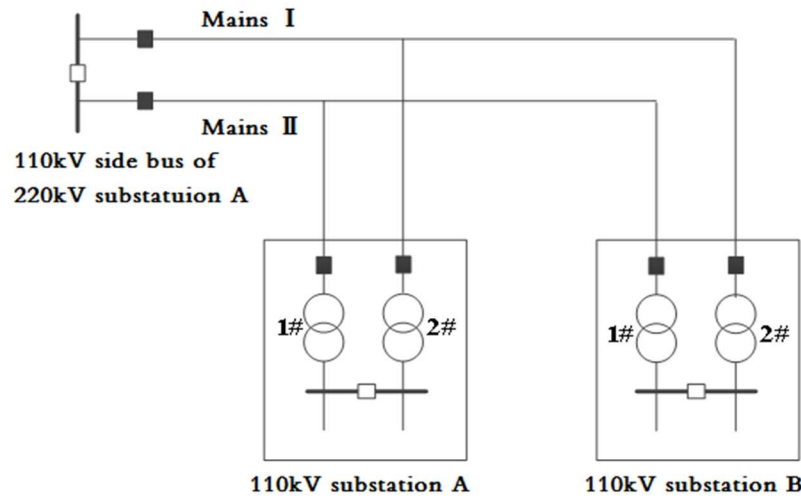 Mains Ⅰ
Mains Ⅱ
110kV side bus of
220kV substatuion A
1#
2#
1#
2#
110kV substation A
110kV substation B